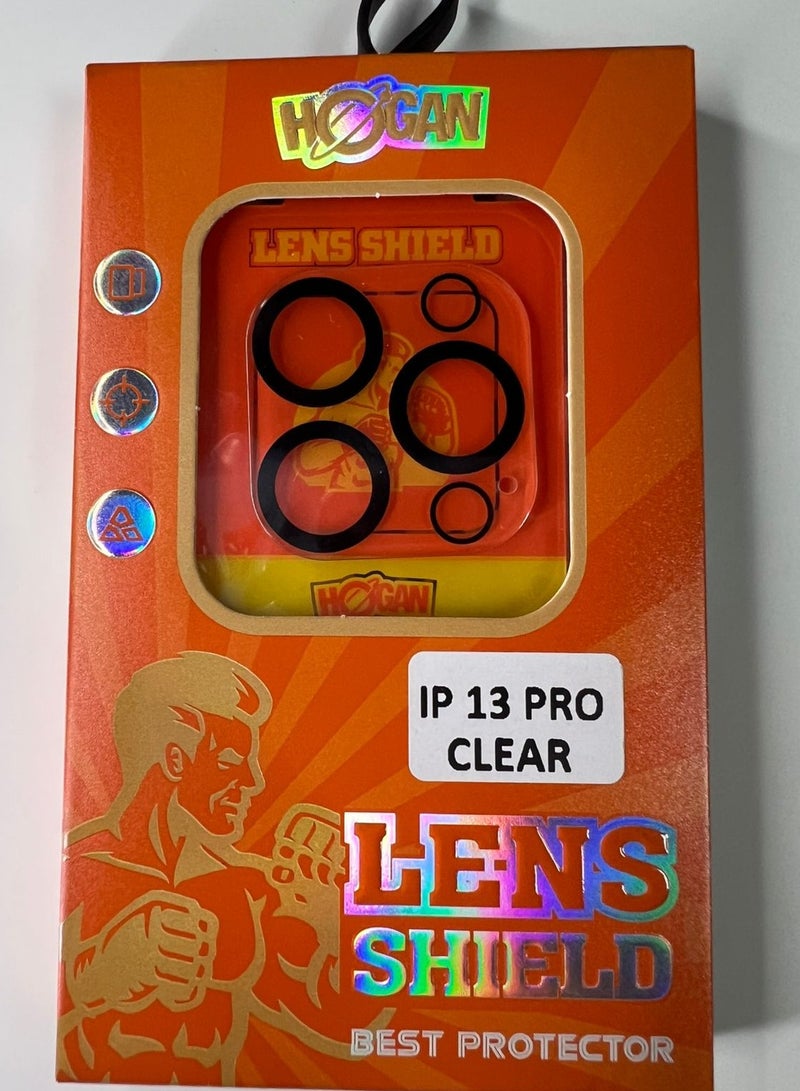 HOGAN
LENS SHIELD
HOGAN
IP 13 PRO
CLEAR
LENS
SHIELD
BEST PROTECTOR